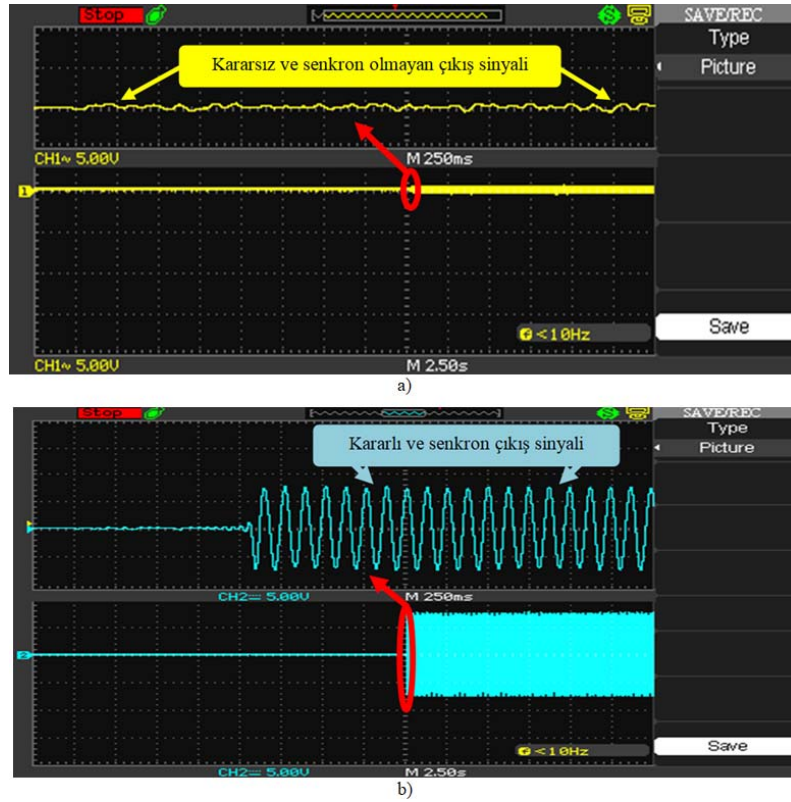 Stop
SAVE/REC
Type
Picture
Kararsız ve senkron olmayan çıkış sinyali
CH1~ 5.00V
M 250ms
1
<10Hz
Save
CH1~ 5.00V
M 2.50s
a)
Stop
SAVE/REC
Type
Picture
Kararlı ve senkron çıkış sinyali
CH2 5.00V
M 250ms
2
<10Hz
Save
CH2 5.00V
M 2.50s
b)